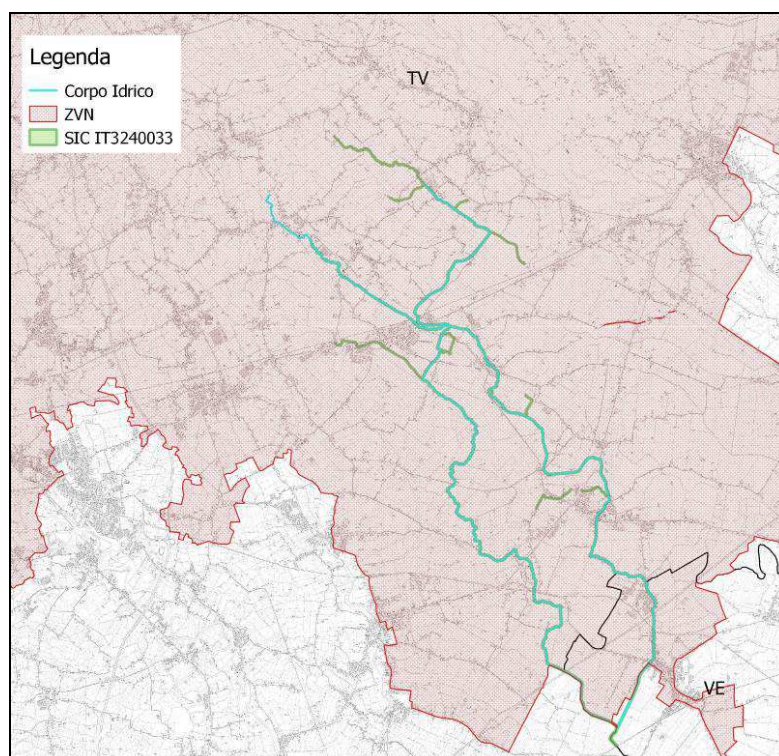 Legenda
Corpo Idrico
ZVN
SIC IT3240033
TV
VE